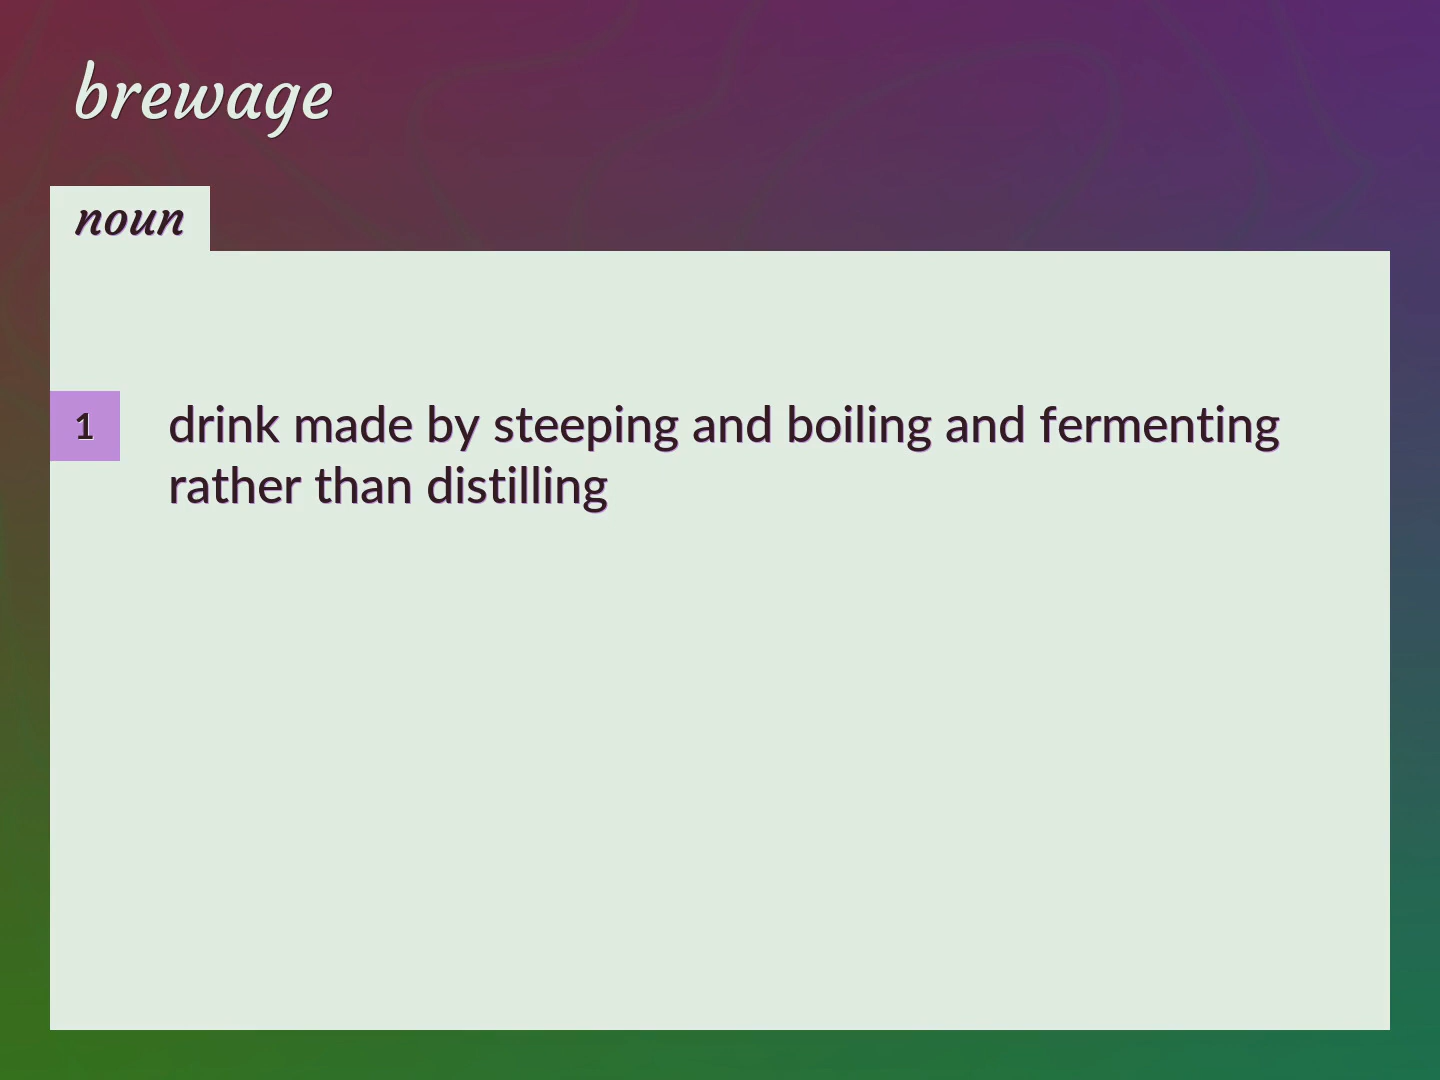 brewage
noun
1
drink made by steeping and boiling and fermenting
rather than distilling